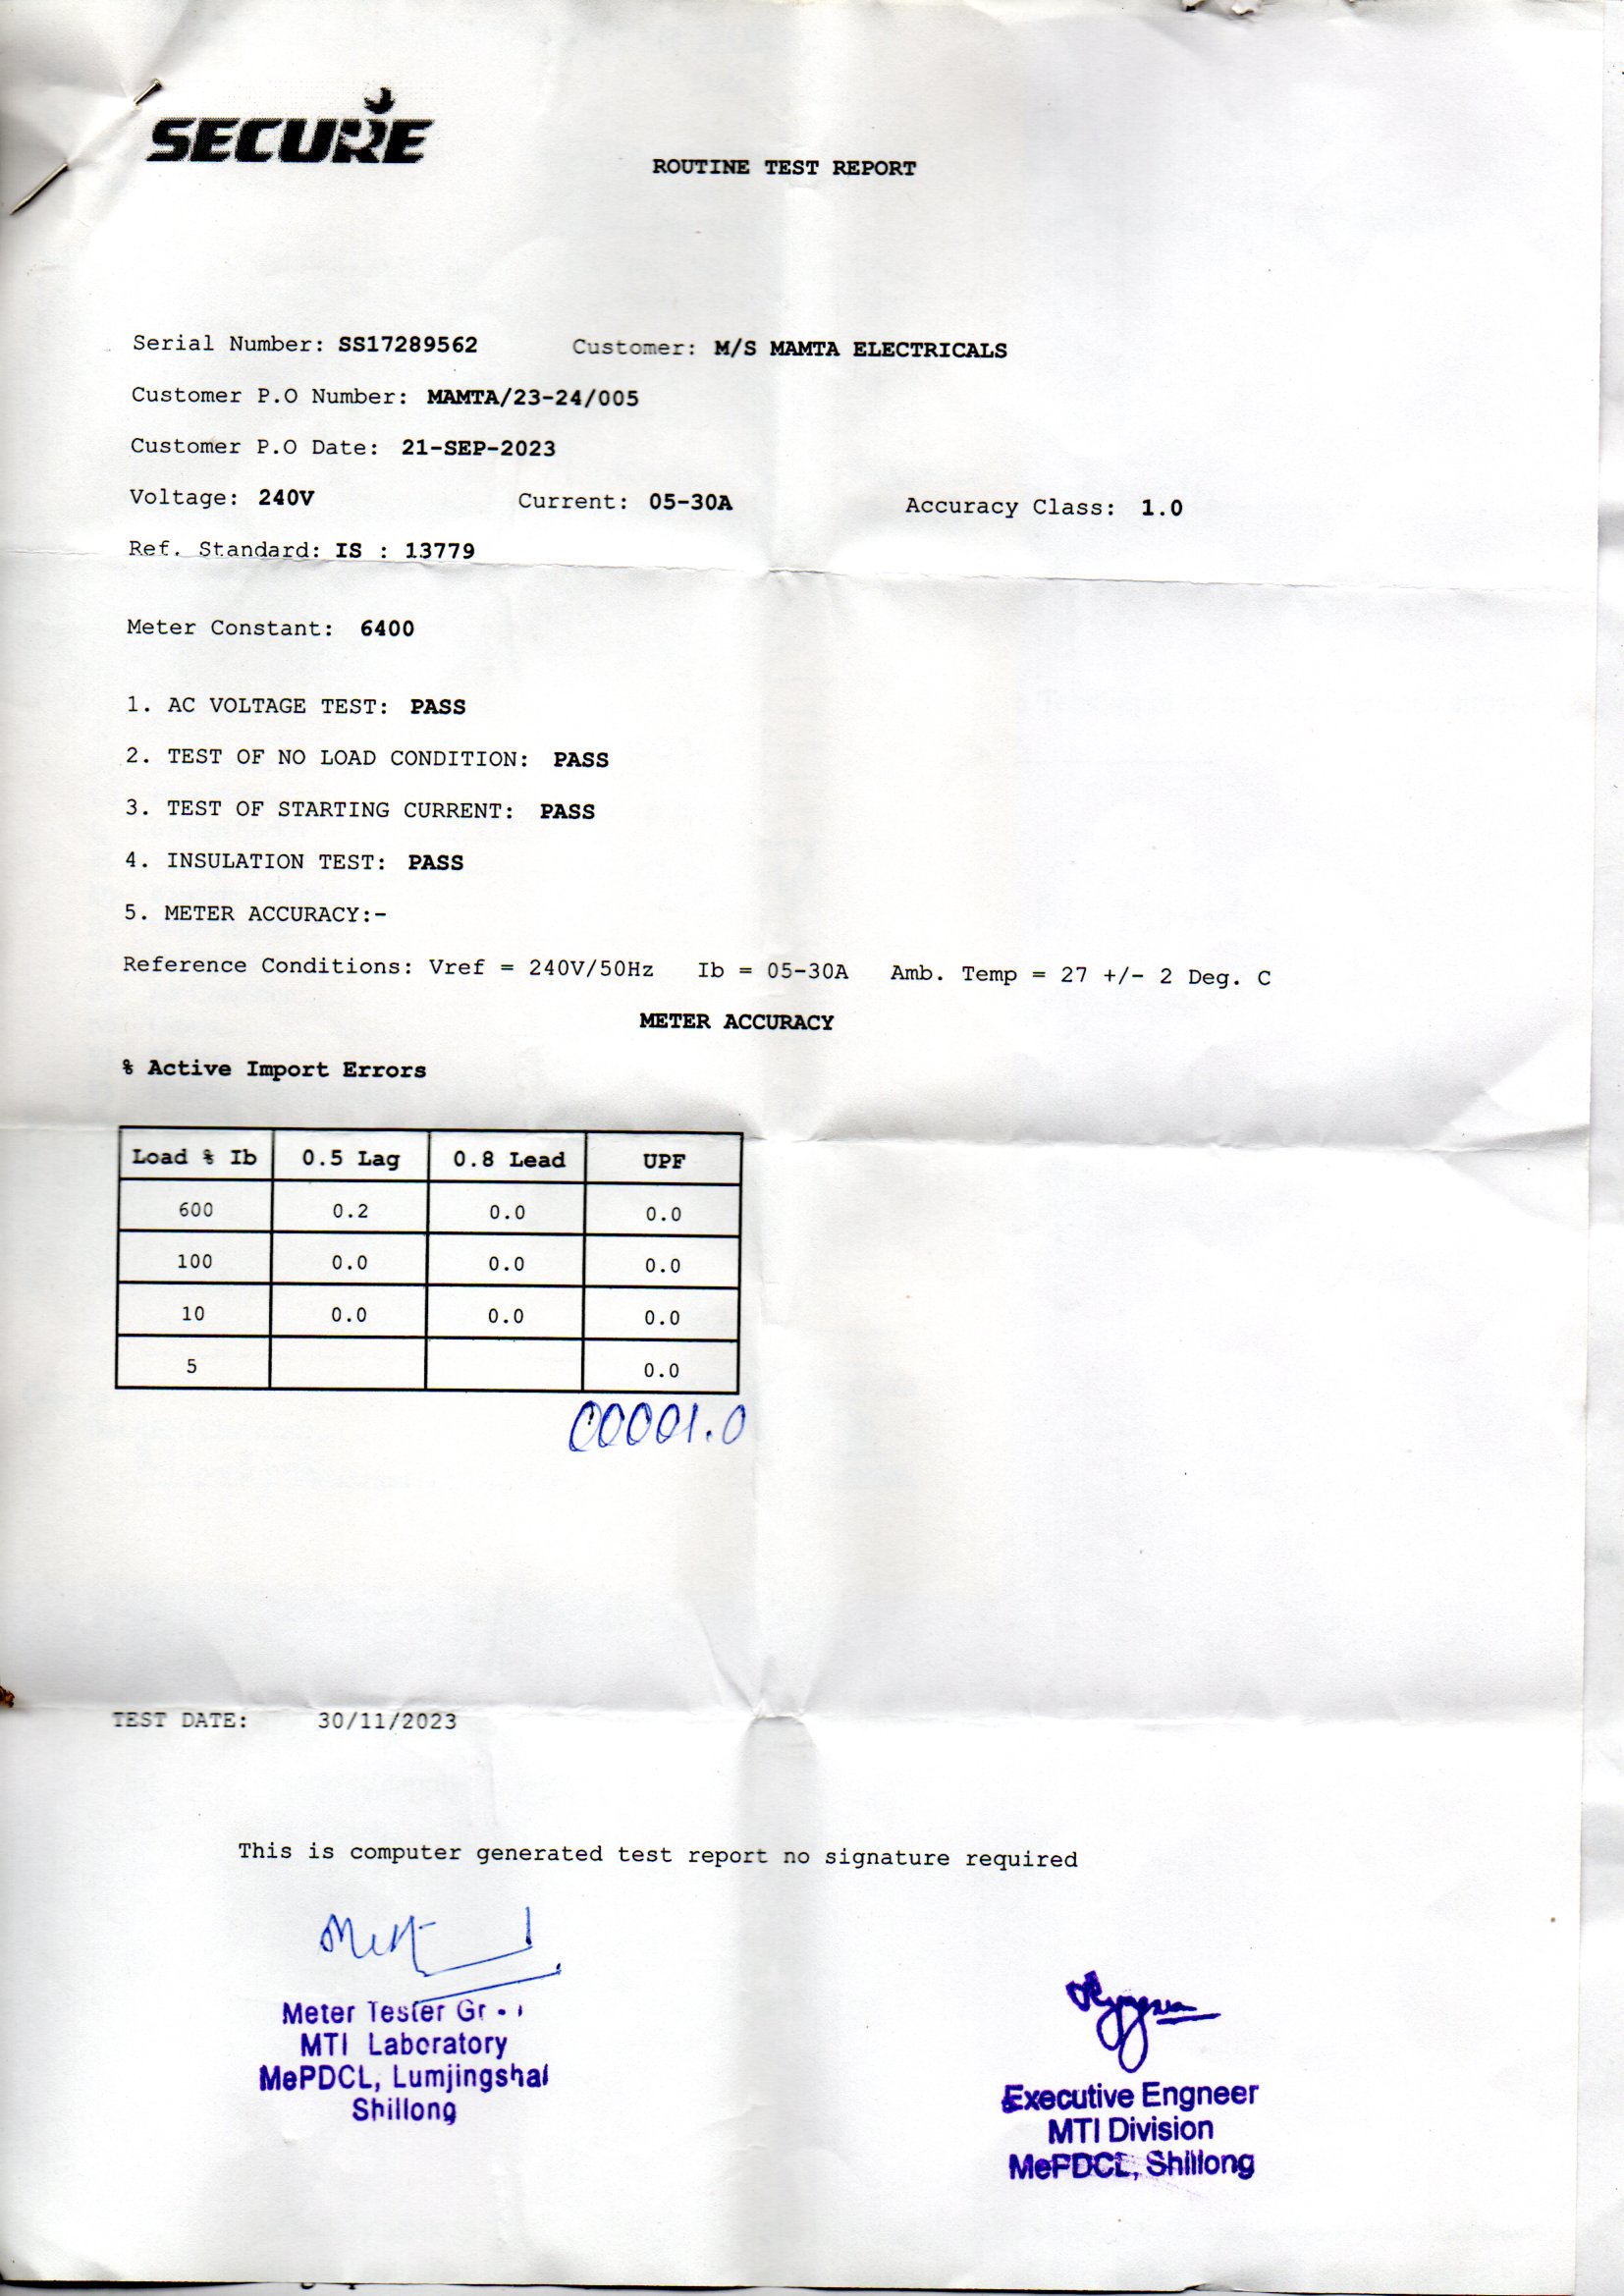 SECURE
ROUTINE TEST REPORT
Serial Number: SS17289562 Customer: M/S MAMTA ELECTRICALS
Customer P.O Number: MAMTA/23-24/005
Customer P.O Date: 21-SEP-2023
Voltage: 240V Current: 05-30A Accuracy Class: 1.0
Ref. Standard: IS : 13779
Meter Constant: 6400
1. AC VOLTAGE TEST: PASS
2. TEST OF NO LOAD CONDITION: PASS
3. TEST OF STARTING CURRENT: PASS
4. INSULATION TEST: PASS
5. METER ACCURACY:-
Reference Conditions: Vref = 240V/50Hz Ib = 05-30A Amb. Temp = 27 +/- 2 Deg. C
METER ACCURACY
% Active Import Errors
Load % Ib 0.5 Lag 0.8 Lead UPF
600 0.2 0.0 0.0
100 0.0 0.0 0.0
10 0.0 0.0 0.0
5 0.0
00001.0
TEST DATE: 30/11/2023
This is computer generated test report no signature required
Meter Tester
MTI Laboratory
MePDCL, Lumjingshai
Shillong
Executive Engneer
MTI Division
MePDCL, Shillong